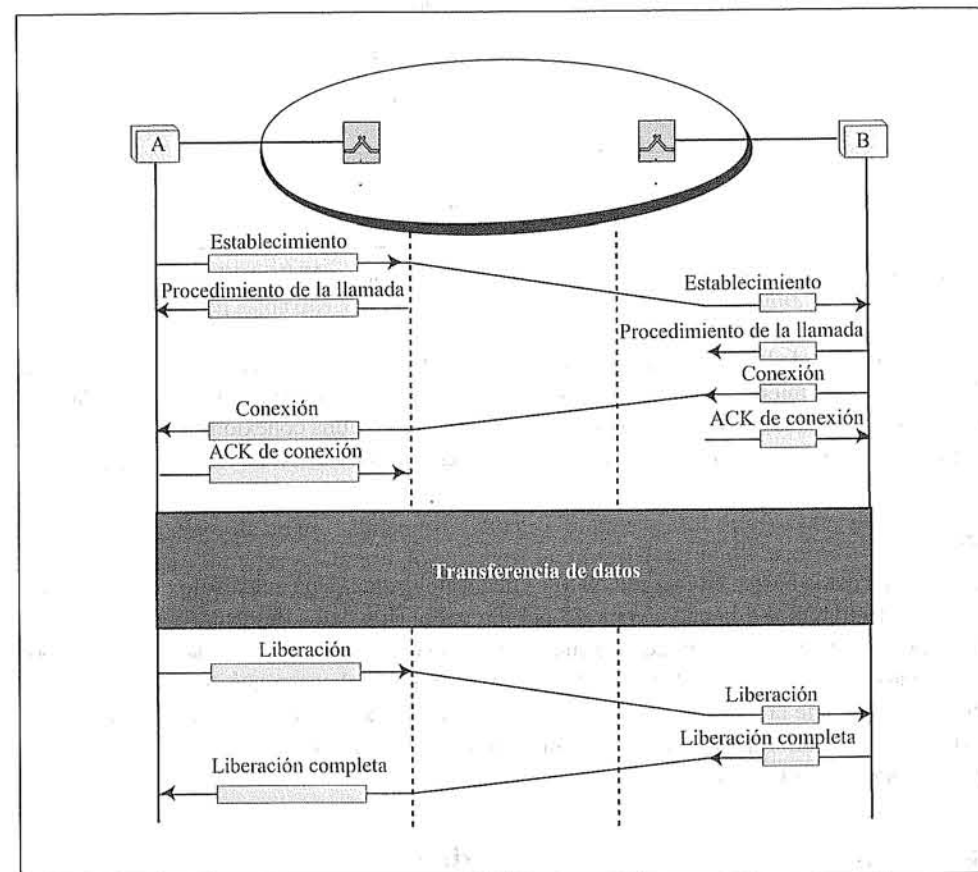 A
B
Establecimiento
Procedimiento de la llamada
Establecimiento
Procedimiento de la llamada
Conexión
Conexión
ACK de conexión
ACK de conexión
Transferencia de datos
Liberación
Liberación
Liberación completa
Liberación completa